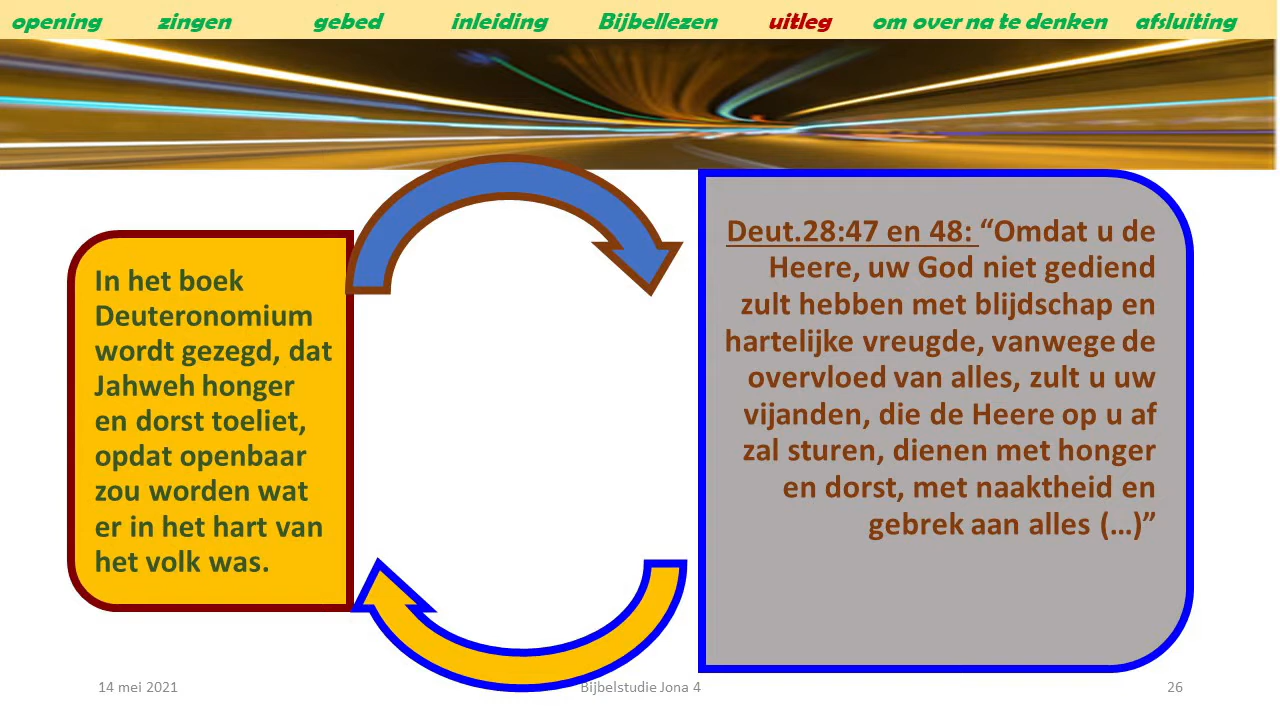 opening zingen gebed inleiding Bijbellezen uitleg om over na te denken afsluiting
In het boek
Deuteronomium
wordt gezegd, dat
Jahweh honger
en dorst toeliet,
opdat openbaar
zou worden wat
er in het hart van
het volk was.
Deut.28:47 en 48: “Omdat u de
Heere, uw God niet gediend
zult hebben met blijdschap en
hartelijke vreugde, vanwege de
overvloed van alles, zult u uw
vijanden, die de Heere op u af
zal sturen, dienen met honger
en dorst, met naaktheid en
gebrek aan alles (…)”
14 mei 2021 Bijbelstudie Jona 4 26